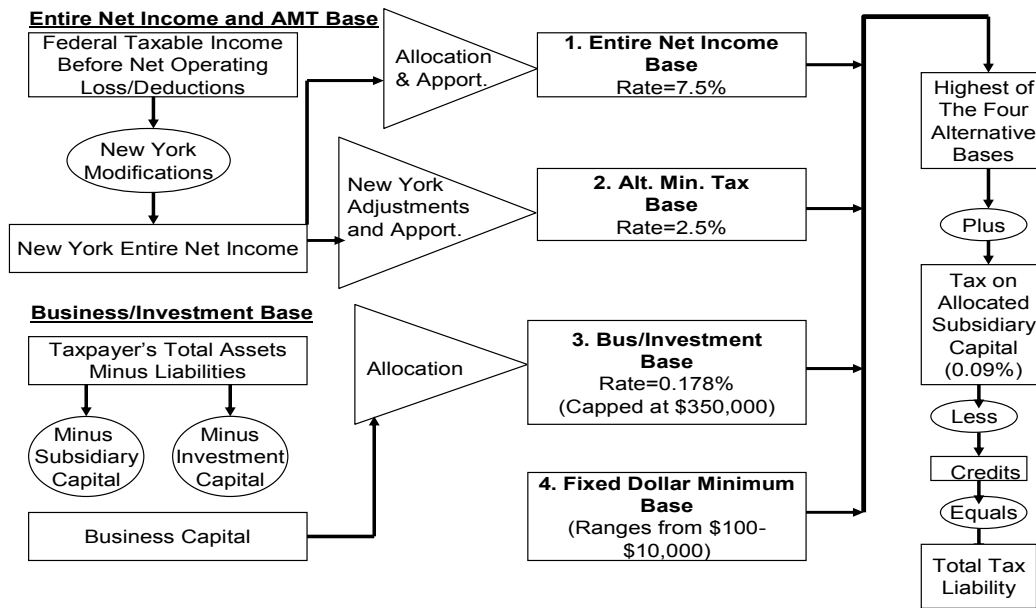 Entire Net Income and AMT Base
Federal Taxable Income
Before Net Operating
Loss/Deductions
New York
Modifications
New York Entire Net Income
Allocation
& Apport.
1. Entire Net Income
Base
Rate=7.5%
New York
Adjustments
and Apport.
2. Alt. Min. Tax
Base
Rate=2.5%
Business/Investment Base
Taxpayer's Total Assets
Minus Liabilities
Minus
Subsidiary
Capital
Minus
Investment
Capital
Business Capital
Allocation
3. Bus/Investment
Base
Rate=0.178%
(Capped at $350,000)
4. Fixed Dollar Minimum
Base
(Ranges from $100-
$10,000)
Highest of
The Four
Alternative
Bases
Plus
Tax on
Allocated
Subsidiary
Capital
(0.09%)
Less
Credits
Equals
Total Tax
Liability